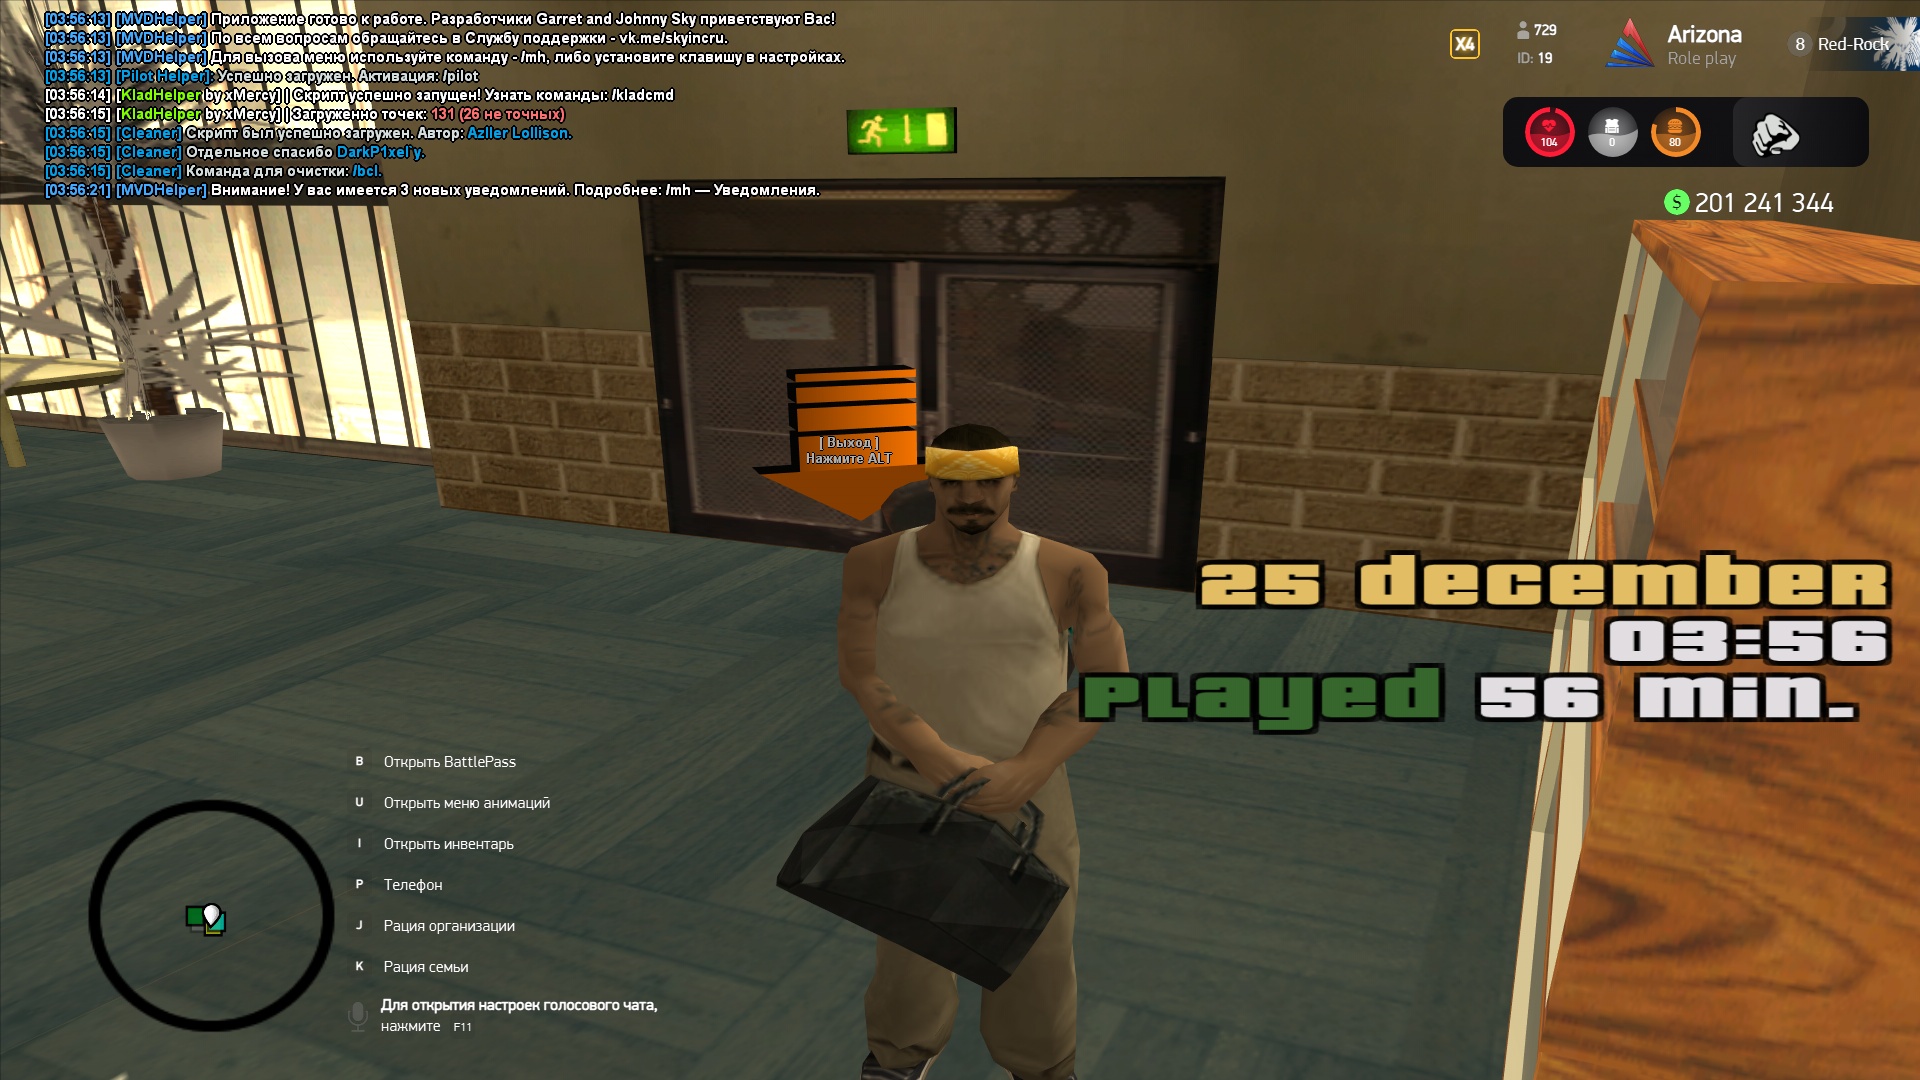 [03:56:13] [MVDHelper] Приложение готово к работе. Разработчики Garret and Johnny Sky приветствуют Вас!
[03:56:13] [MVDHelper] По всем вопросам обращайтесь в Службу поддержки - vk.me/skyincru.
[03:56:13] [MVDHelper] Для вызова меню используйте команду - /mh, либо установите клавишу в настройках.
[03:56:13] [Pilot Helper]: Успешно загружен. Активация: /pilot
[03:56:14] [KladHelper by xMercy] | Скрипт успешно запущен! Узнать команды: /kladcmd
[03:56:15] [KladHelper by xMercy] | Загруженно точек: 131 (26 не точных)
[03:56:15] [Cleaner] Скрипт был успешно загружен. Автор: Azller Lollison.
[03:56:15] [Cleaner] Отдельное спасибо DarkP1xel`y.
[03:56:15] [Cleaner] Команда для очистки: /bcl.
[03:56:21] [MVDHelper] Внимание! У вас имеется 3 новых уведомлений. Подробнее: /mh — Уведомления.
X4
729
ID: 19
Arizona
Role play
8 Red-Rock
104
0
80
$ 201 241 344
[ Выход ]
Нажмите ALT
25 december
03:56
Played 56 min.
B Открыть BattlePass
U Открыть меню анимаций
I Открыть инвентарь
P Телефон
J Рация организации
K Рация семьи
Для открытия настроек голосового чата,
нажмите F11